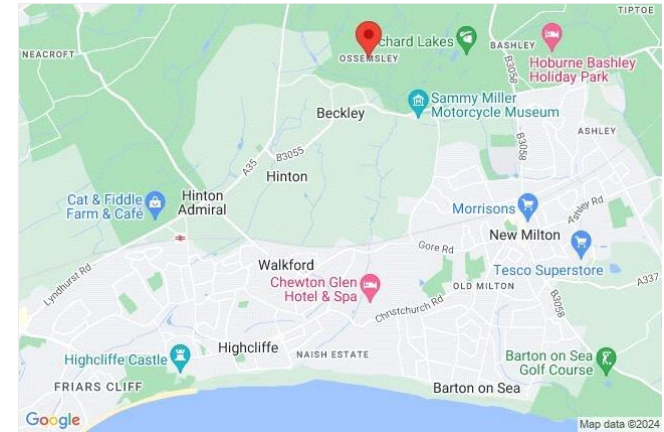 TIPTOE
NEACROFT
OSSEMSLEY
chard Lakes
BASHLEY
B3058
Hoburne Bashley
Holiday Park
Beckley
Sammy Miller
Motorcycle Museum
ASHLEY
A35
B3055
B3058
Hinton
Cat & Fiddle
Farm & Café
Hinton
Admiral
Morrisons
Ashley Rd
New Milton
Gore Rd
Lyndhurst Rd
Walkford
Tesco Superstore
Chewton Glen
Hotel & Spa
OLD MILTON
A337
B3058
Christchurch Rd
Highcliffe
NAISH ESTATE
Highcliffe Castle
Barton on Sea
Golf Course
FRIARS CLIFF
Barton on Sea
Google
Map data ©2024